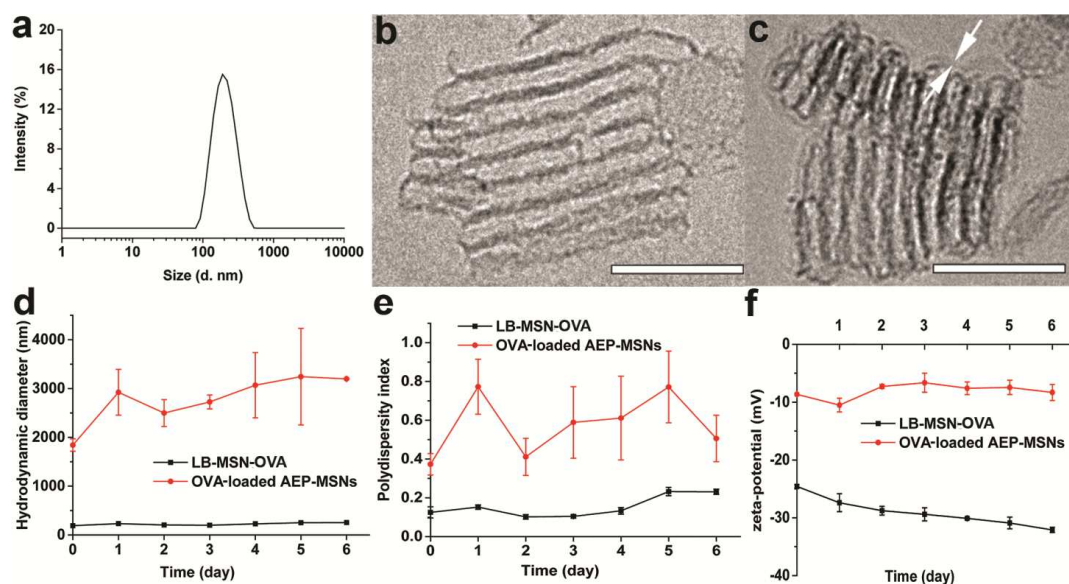 a
20
16
12
8
4
0
Intensity (%)
1
10
100
1000
10000
Size (d. nm)
b
c
d
4000
3000
2000
1000
0
Hydrodynamic diameter (nm)
LB-MSN-OVA
OVA-loaded AEP-MSNs
0
1
2
3
4
5
6
Time (day)
e
1.0
0.8
0.6
0.4
0.2
0.0
Polydispersity index
LB-MSN-OVA
OVA-loaded AEP-MSNs
0
1
2
3
4
5
6
Time (day)
f
1
2
3
4
5
6
0
-10
-20
-30
-40
zeta-potential (mV)
LB-MSN-OVA
OVA-loaded AEP-MSNs
Time (day)